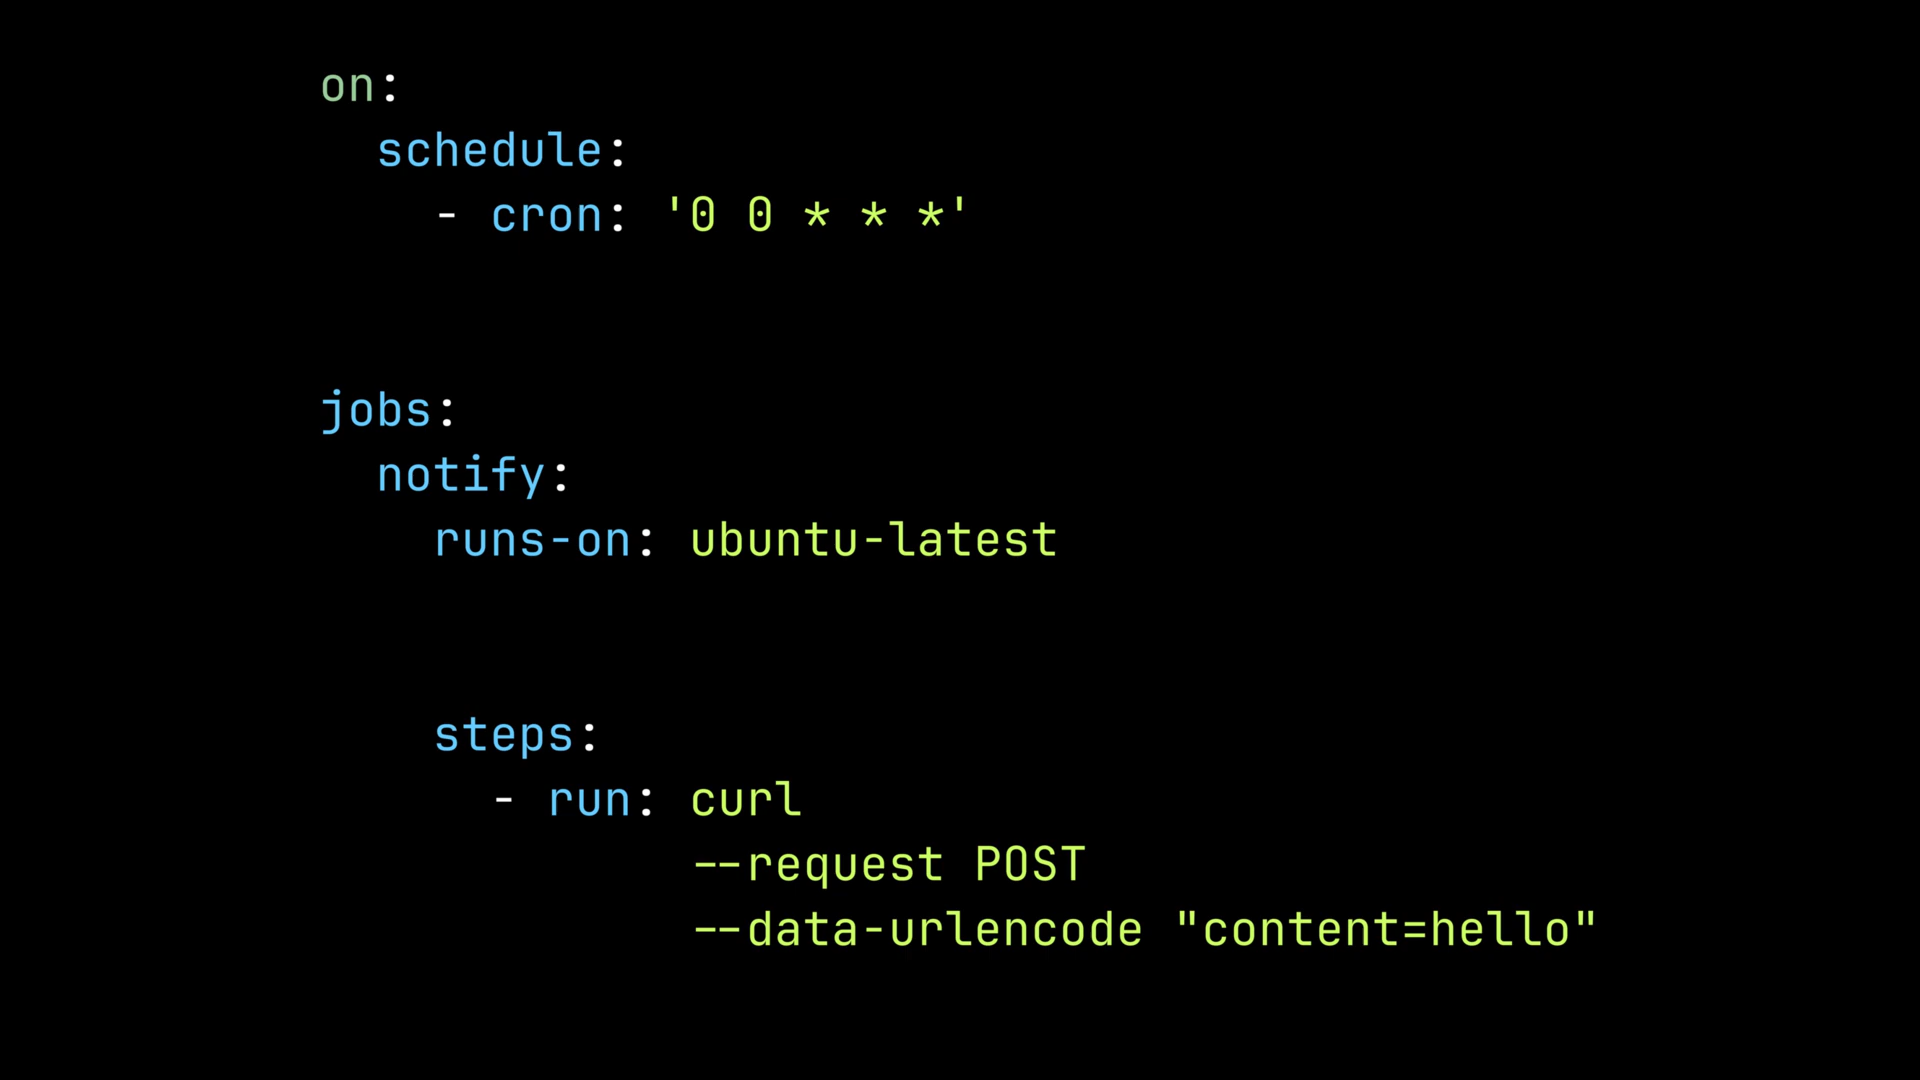 on:
  schedule:
    - cron: '0 0 * * *'
jobs:
  notify:
    runs-on: ubuntu-latest
    steps:
      - run: curl
             --request POST
             --data-urlencode "content=hello"